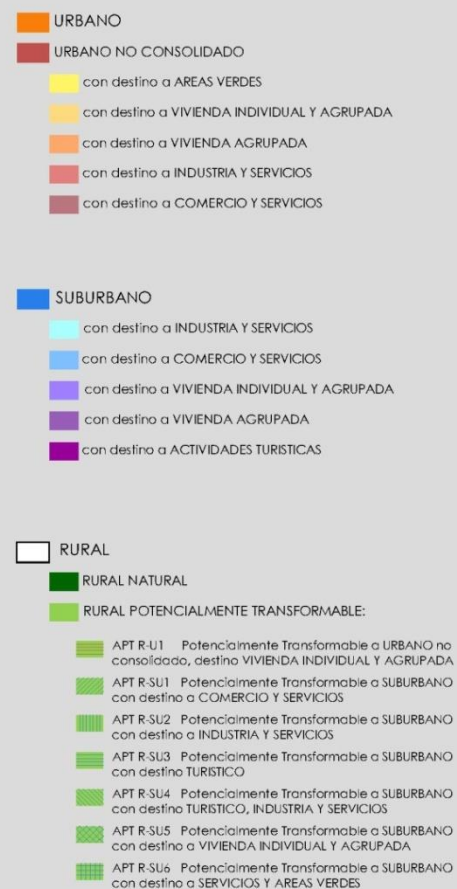 URBANO
URBANO NO CONSOLIDADO
con destino a AREAS VERDES
con destino a VIVIENDA INDIVIDUAL Y AGRUPADA
con destino a VIVIENDA AGRUPADA
con destino a INDUSTRIA Y SERVICIOS
con destino a COMERCIO Y SERVICIOS
SUBURBANO
con destino a INDUSTRIA Y SERVICIOS
con destino a COMERCIO Y SERVICIOS
con destino a VIVIENDA INDIVIDUAL Y AGRUPADA
con destino a VIVIENDA AGRUPADA
con destino a ACTIVIDADES TURISTICAS
RURAL
RURAL NATURAL
RURAL POTENCIALMENTE TRANSFORMABLE:
APT R-U1 Potencialmente Transformable a URBANO no
consolidado, destino VIVIENDA INDIVIDUAL Y AGRUPADA
APT R-SU1 Potencialmente Transformable a SUBURBANO
con destino a COMERCIO Y SERVICIOS
APT R-SU2 Potencialmente Transformable a SUBURBANO
con destino a INDUSTRIA Y SERVICIOS
APT R-SU3 Potencialmente Transformable a SUBURBANO
con destino TURISTICO
APT R-SU4 Potencialmente Transformable a SUBURBANO
con destino TURISTICO, INDUSTRIA Y SERVICIOS
APT R-SU5 Potencialmente Transformable a SUBURBANO
con destino a VIVIENDA INDIVIDUAL Y AGRUPADA
APT R-SU6 Potencialmente Transformable a SUBURBANO
con destino a SERVICIOS Y AREAS VERDES